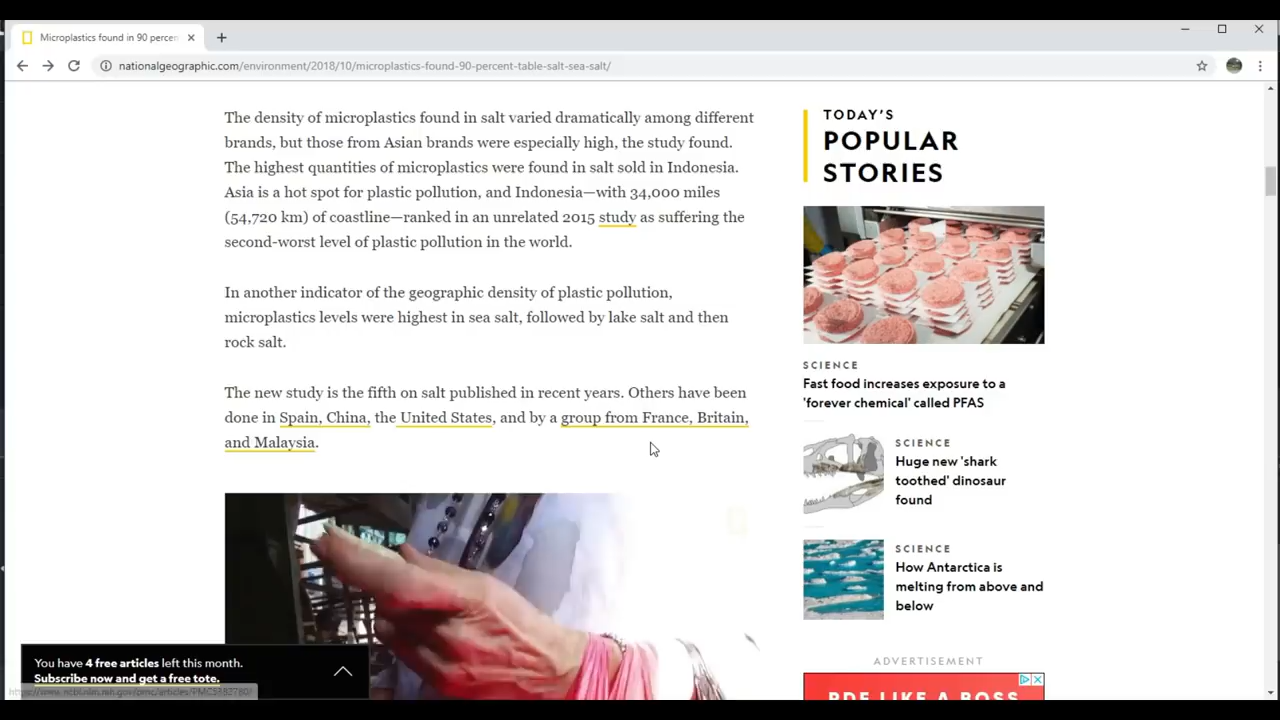 Microplastics found in 90 percen
nationalgeographic.com/environment/2018/10/microplastics-found-90-percent-table-salt-sea-salt/
The density of microplastics found in salt varied dramatically among different
brands, but those from Asian brands were especially high, the study found.
The highest quantities of microplastics were found in salt sold in Indonesia.
Asia is a hot spot for plastic pollution, and Indonesia—with 34,000 miles
(54,720 km) of coastline—ranked in an unrelated 2015 study as suffering the
second-worst level of plastic pollution in the world.
In another indicator of the geographic density of plastic pollution,
microplastics levels were highest in sea salt, followed by lake salt and then
rock salt.
The new study is the fifth on salt published in recent years. Others have been
done in Spain, China, the United States, and by a group from France, Britain,
and Malaysia.
TODAY'S
POPULAR
STORIES
SCIENCE
Fast food increases exposure to a
'forever chemical' called PFAS
SCIENCE
Huge new 'shark
toothed' dinosaur
found
SCIENCE
How Antarctica is
melting from above and
below
ADVERTISEMENT
PDF LIKE A BOSS
You have 4 free articles left this month.
Subscribe now and get a free tote.